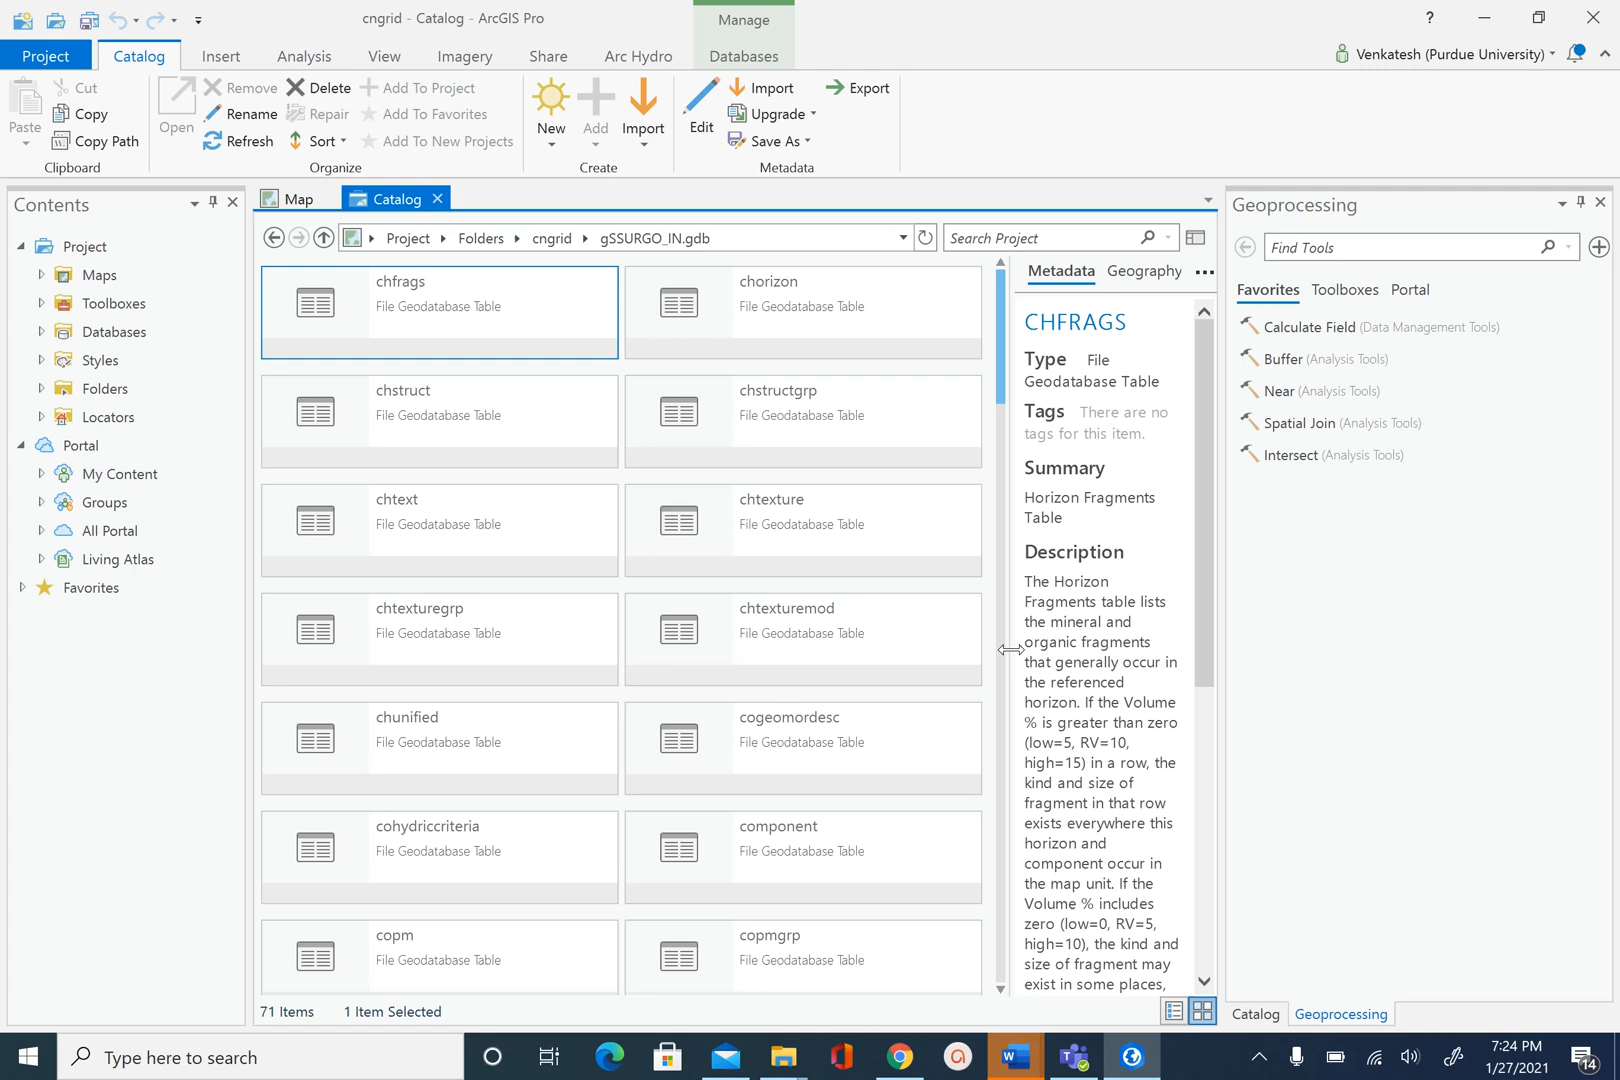 cngrid - Catalog - ArcGIS Pro
Manage
?
Project
Catalog
Insert
Analysis
View
Imagery
Share
Arc Hydro
Databases
Venkatesh (Purdue University)
Paste
Cut
Copy
Copy Path
Clipboard
Open
Remove
Rename
Refresh
Delete
Repair
Sort
Add To Project
Add To Favorites
Add To New Projects
Organize
New
Add
Import
Create
Edit
Import
Upgrade
Save As
Export
Metadata
Contents
Project
Maps
Toolboxes
Databases
Styles
Folders
Locators
Portal
My Content
Groups
All Portal
Living Atlas
Favorites
Map
Catalog
Project
Folders
cngrid
gSSURGO_IN.gdb
Search Project
chfrags
File Geodatabase Table
chorizon
File Geodatabase Table
chstruct
File Geodatabase Table
chstructgrp
File Geodatabase Table
chtext
File Geodatabase Table
chtexture
File Geodatabase Table
chtexturegrp
File Geodatabase Table
chtexturemod
File Geodatabase Table
chunified
File Geodatabase Table
cogeomordesc
File Geodatabase Table
cohydriccriteria
File Geodatabase Table
component
File Geodatabase Table
copm
File Geodatabase Table
copmgrp
File Geodatabase Table
71 Items
1 Item Selected
Metadata
Geography
CHFRAGS
Type File
Geodatabase Table
Tags There are no
tags for this item.
Summary
Horizon Fragments
Table
Description
The Horizon
Fragments table lists
the mineral and
organic fragments
that generally occur in
the referenced
horizon. If the Volume
% is greater than zero
(low=5, RV=10,
high=15) in a row, the
kind and size of
fragment in that row
exists everywhere this
horizon and
component occur in
the map unit. If the
Volume % includes
zero (low=0, RV=5,
high=10), the kind and
size of fragment may
exist in some places,
Geoprocessing
Find Tools
Favorites
Toolboxes
Portal
Calculate Field (Data Management Tools)
Buffer (Analysis Tools)
Near (Analysis Tools)
Spatial Join (Analysis Tools)
Intersect (Analysis Tools)
Catalog
Geoprocessing
Type here to search
7:24 PM
1/27/2021
14